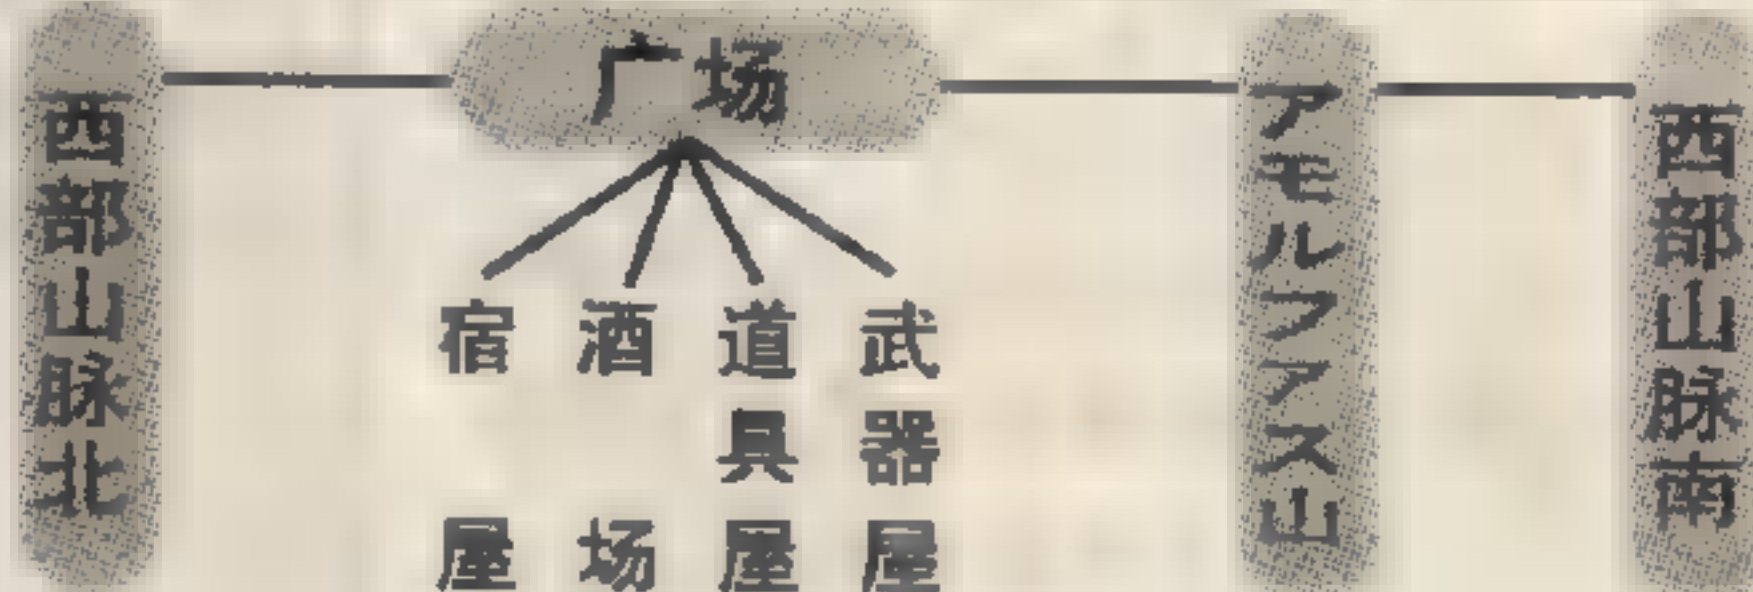 西部山脉北
广场
宿屋
酒场
道具屋
武器屋
アモルファス山
西部山脉南